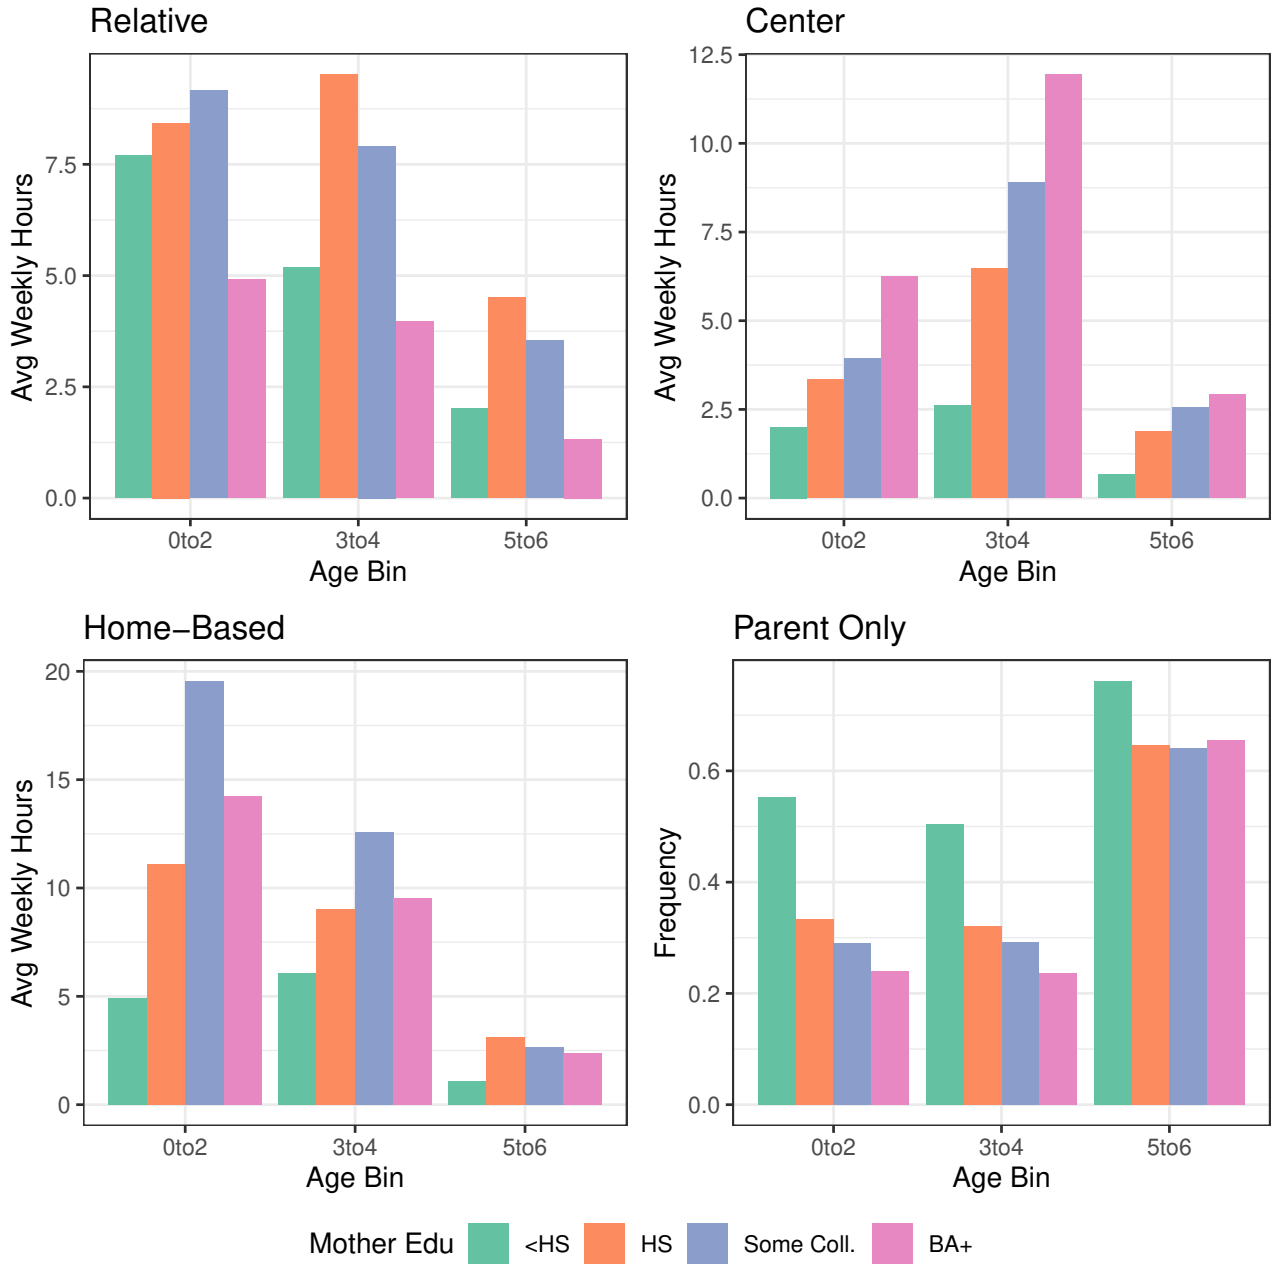 Relative
Avg Weekly Hours
7.5
5.0
2.5
0.0
0to2 3to4 5to6
Age Bin
Center
Avg Weekly Hours
12.5
10.0
7.5
5.0
2.5
0.0
0to2 3to4 5to6
Age Bin
Home−Based
Avg Weekly Hours
20
15
10
5
0
0to2 3to4 5to6
Age Bin
Parent Only
Frequency
0.6
0.4
0.2
0.0
0to2 3to4 5to6
Age Bin
Mother Edu <HS HS Some Coll. BA+